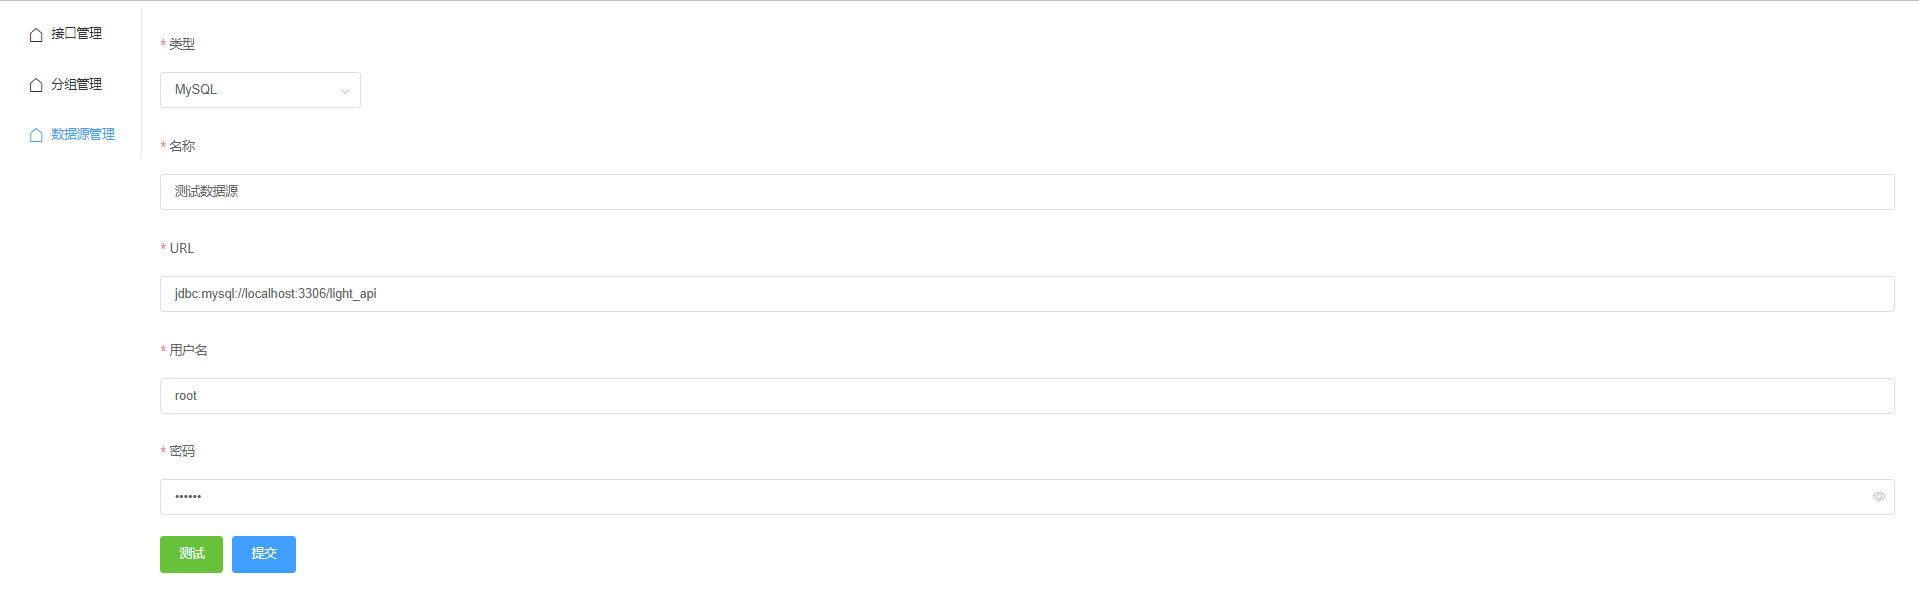 接口管理
分组管理
数据源管理
* 类型
MySQL
* 名称
测试数据源
* URL
jdbc:mysql://localhost:3306/light_api
* 用户名
root
* 密码
••••••
测试
提交